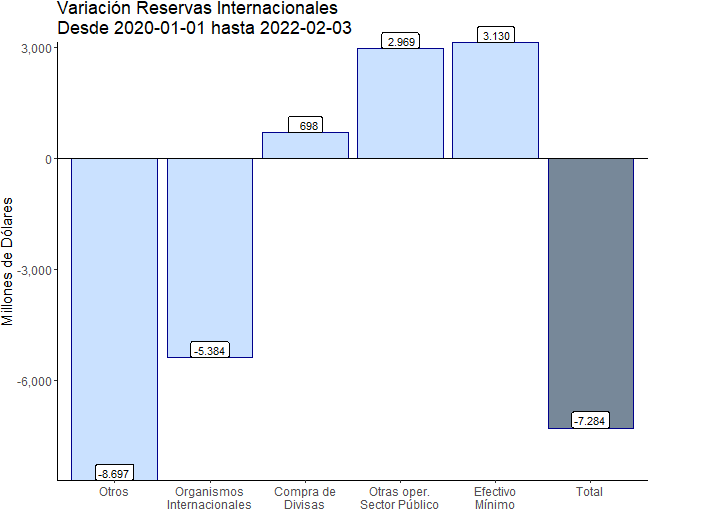 Variación Reservas Internacionales
Desde 2020-01-01 hasta 2022-02-03
Millones de Dólares
3,000
0
-3,000
-6,000
-8.697
-5.384
698
2.969
3.130
-7.284
Otros
Organismos
Internacionales
Compra de
Divisas
Otras oper.
Sector Público
Efectivo
Mínimo
Total